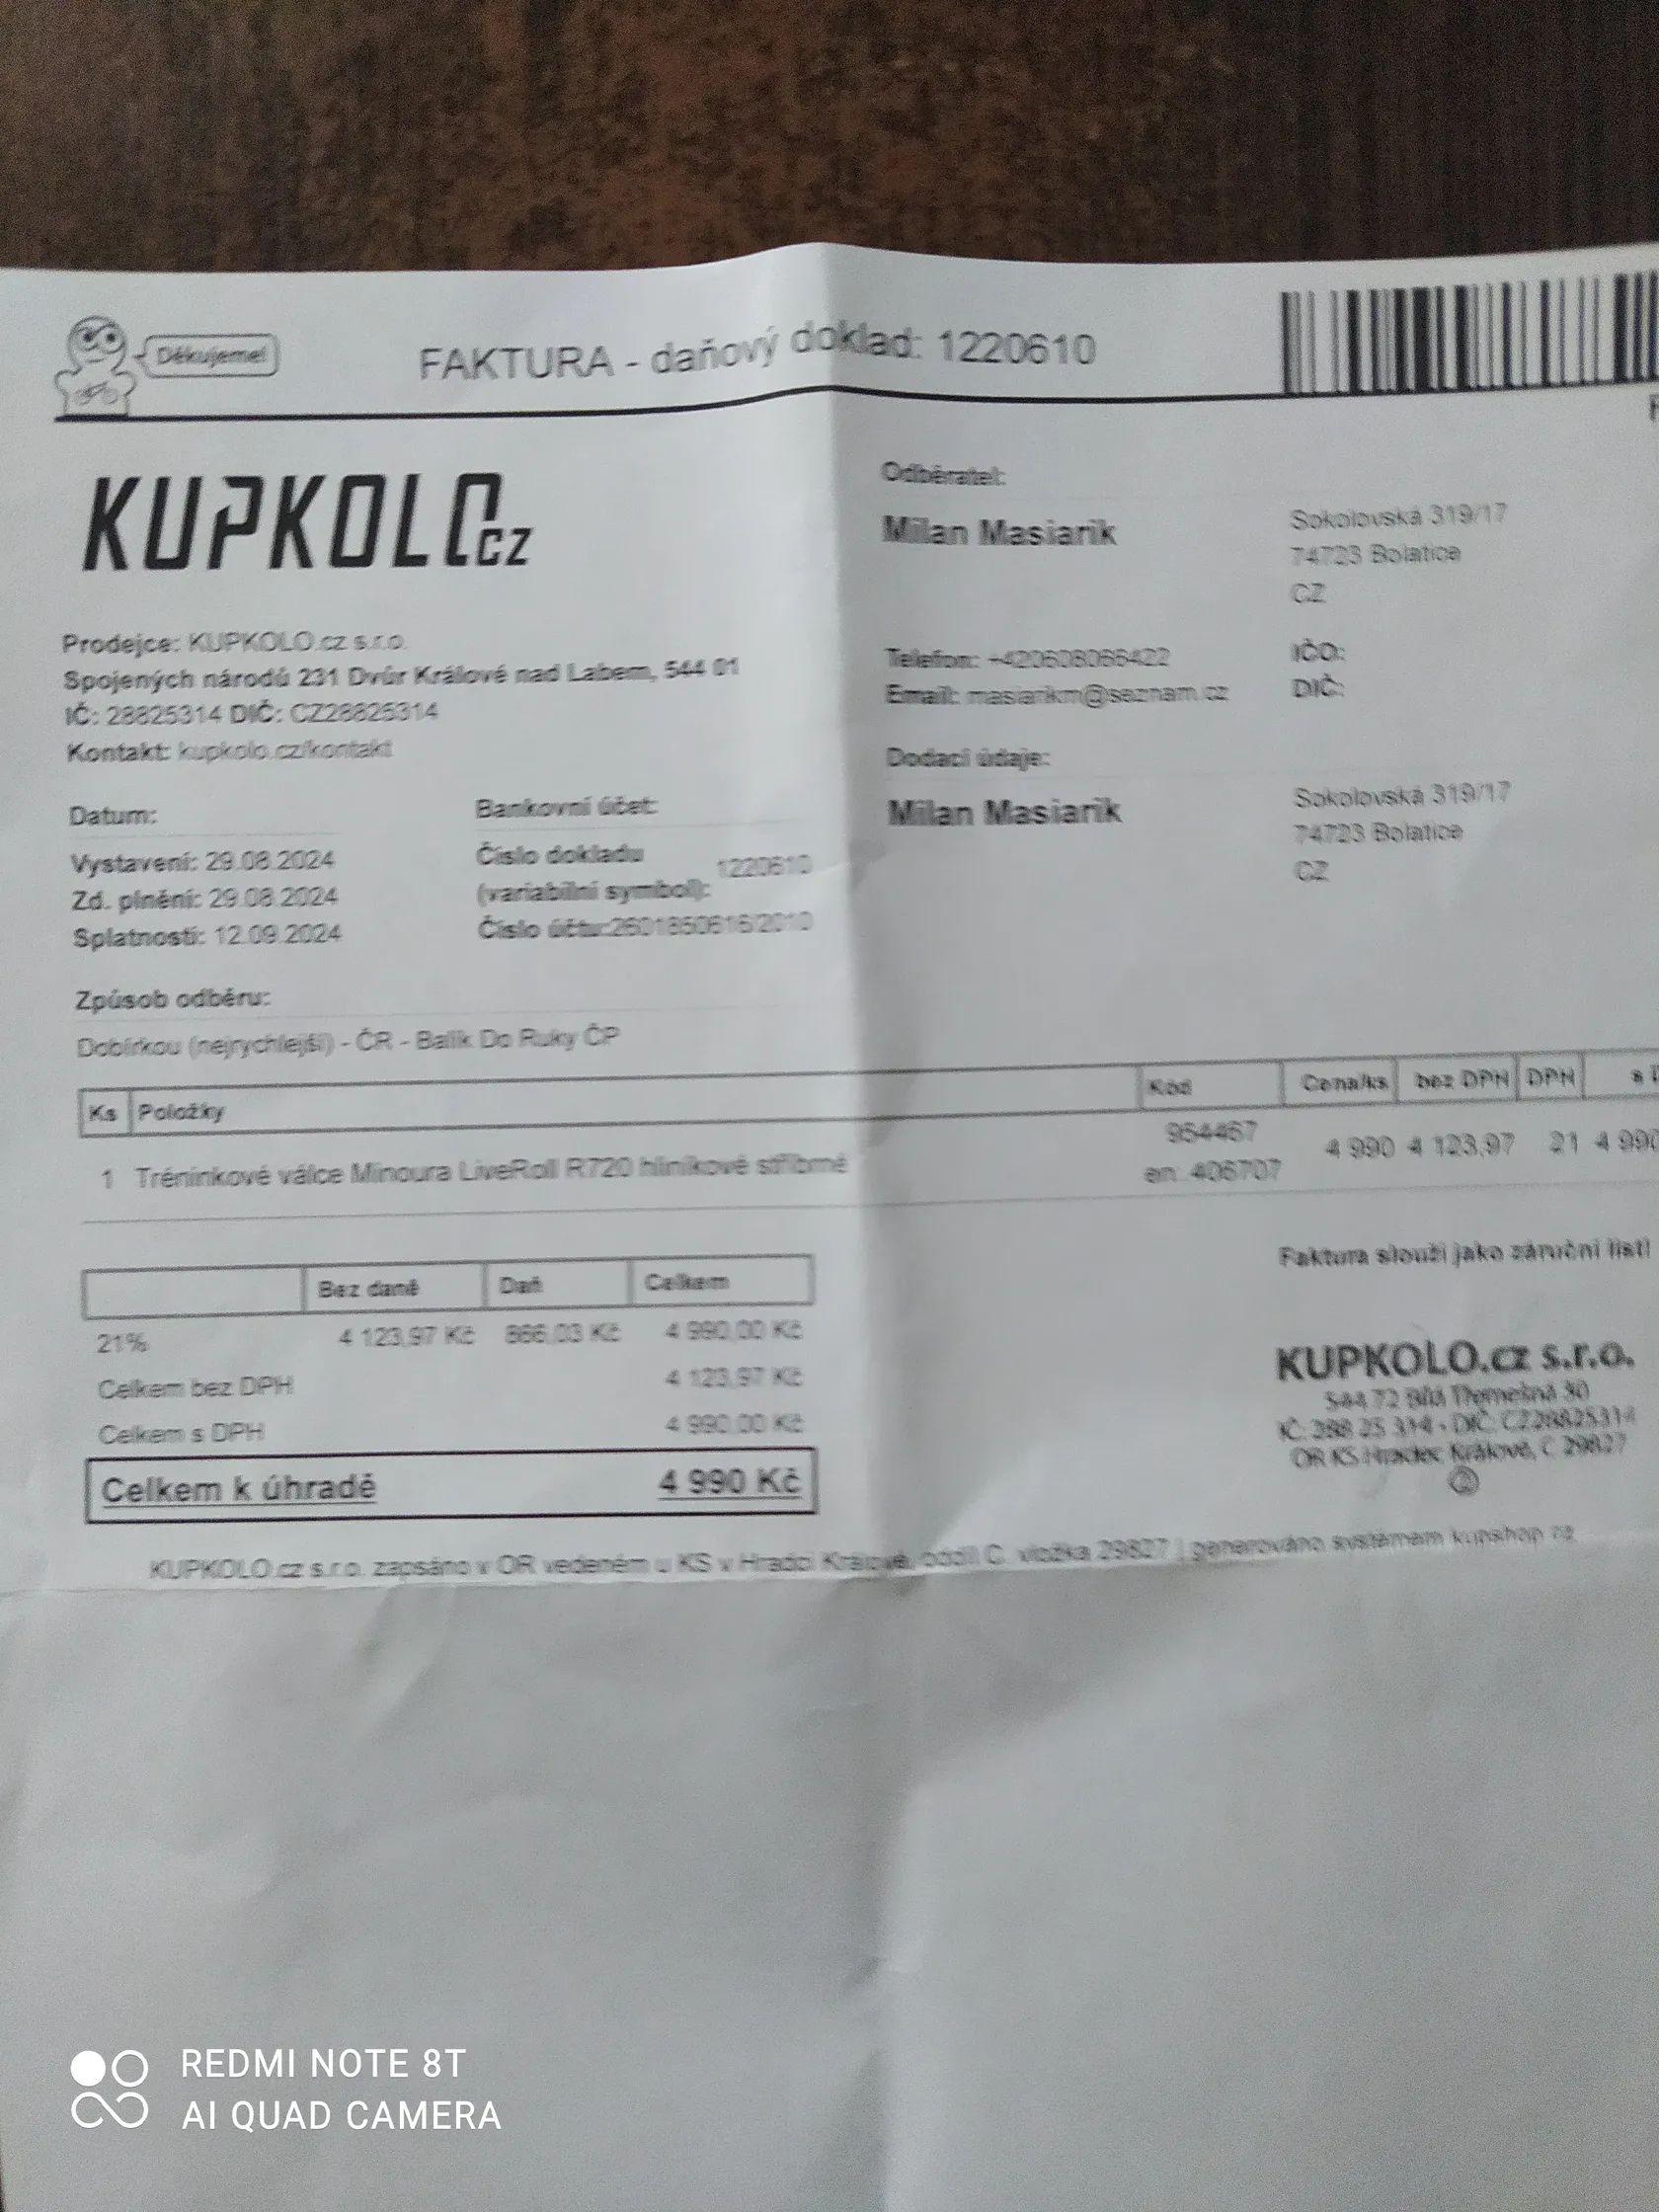 Děkujeme!
FAKTURA - daňový doklad: 1220610
KUPKOLO.cz
Prodejce: KUPKOLO.cz s.r.o.
Spojených národů 231 Dvůr Králové nad Labem, 544 01
IČ: 28825314 DIČ: CZ28825314
Kontakt: kupkolo.cz/kontakt
Odběratel:
Milan Masiarik
Sokolovská 319/17
74723 Bolatice
CZ
Telefon: +420608066422
Email: masiarikm@seznam.cz
IČO:
DIČ:
Dodací údaje:
Milan Masiarik
Sokolovská 319/17
74723 Bolatice
CZ
Datum:
Vystavení: 29.08.2024
Zd. plnění: 29.08.2024
Splatnosti: 12.09.2024
Bankovní účet:
Číslo dokladu
(variabilní symbol): 1220610
Číslo účtu:2601850616/2010
Způsob odběru:
Dobírkou (nejrychlejší) - ČR - Balík Do Ruky ČP
Ks Položky Kód Cena/ks bez DPH DPH s
1 Tréninkové válce Minoura LiveRoll R720 hliníkové stříbrné 954467 4 990 4 123,97 21 4 990
en: 406707
Faktura slouží jako záruční list!
Bez daně Daň Celkem
21% 4 123,97 Kč 866,03 Kč 4 990,00 Kč
Celkem bez DPH 4 123,97 Kč
Celkem s DPH 4 990,00 Kč
Celkem k úhradě 4 990 Kč
KUPKOLO.cz s.r.o.
544 72 Bílá Třemešná 30
IČ: 288 25 314 - DIČ: CZ28825314
OR KS Hradec Králové, C 29827
2
KUPKOLO.cz s.r.o. zapsáno v OR vedeném u KS v Hradci Králové, oddíl C. vložka 29827 | generováno systémem kupshop.cz
REDMI NOTE 8T
AI QUAD CAMERA